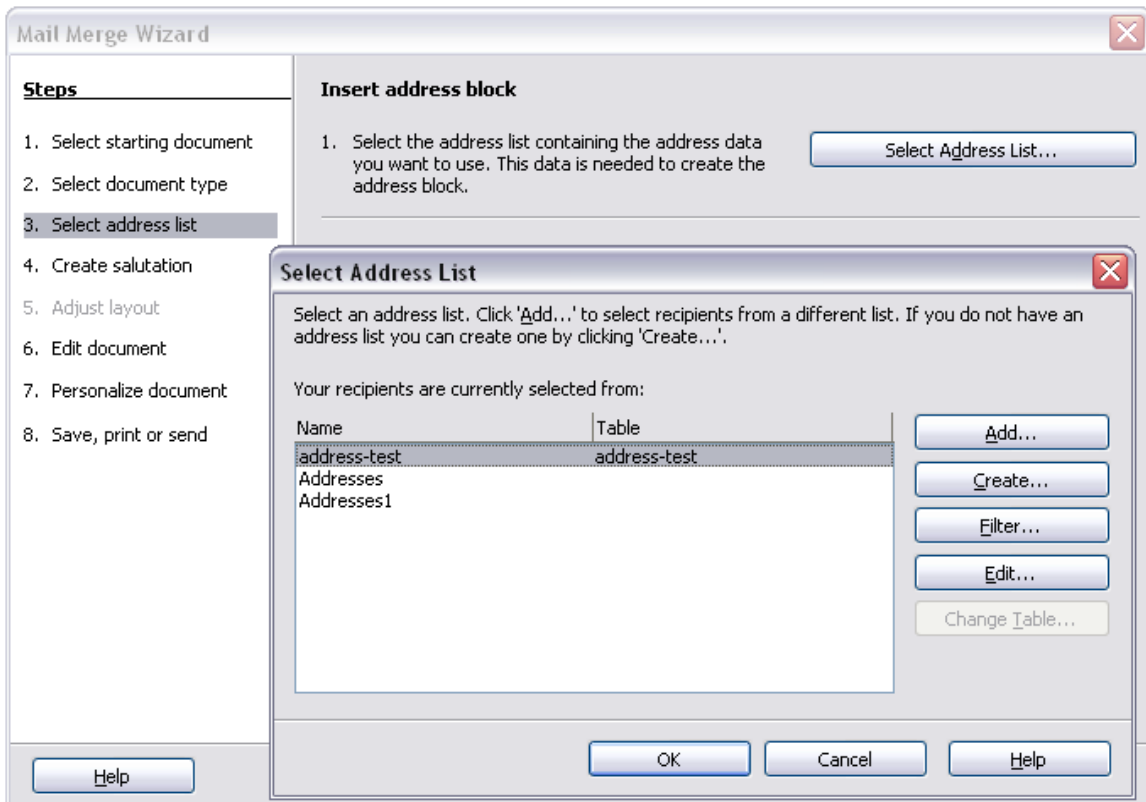 Mail Merge Wizard
Steps
1. Select starting document
2. Select document type
3. Select address list
4. Create salutation
5. Adjust layout
6. Edit document
7. Personalize document
8. Save, print or send
Help
Insert address block
1. Select the address list containing the address data
you want to use. This data is needed to create the
address block.
Select Address List...
Select Address List
Select an address list. Click 'Add...' to select recipients from a different list. If you do not have an
address list you can create one by clicking 'Create...'.
Your recipients are currently selected from:
Name Table
address-test address-test
Addresses
Addresses1
Add...
Create...
Filter...
Edit...
Change Table...
OK Cancel Help